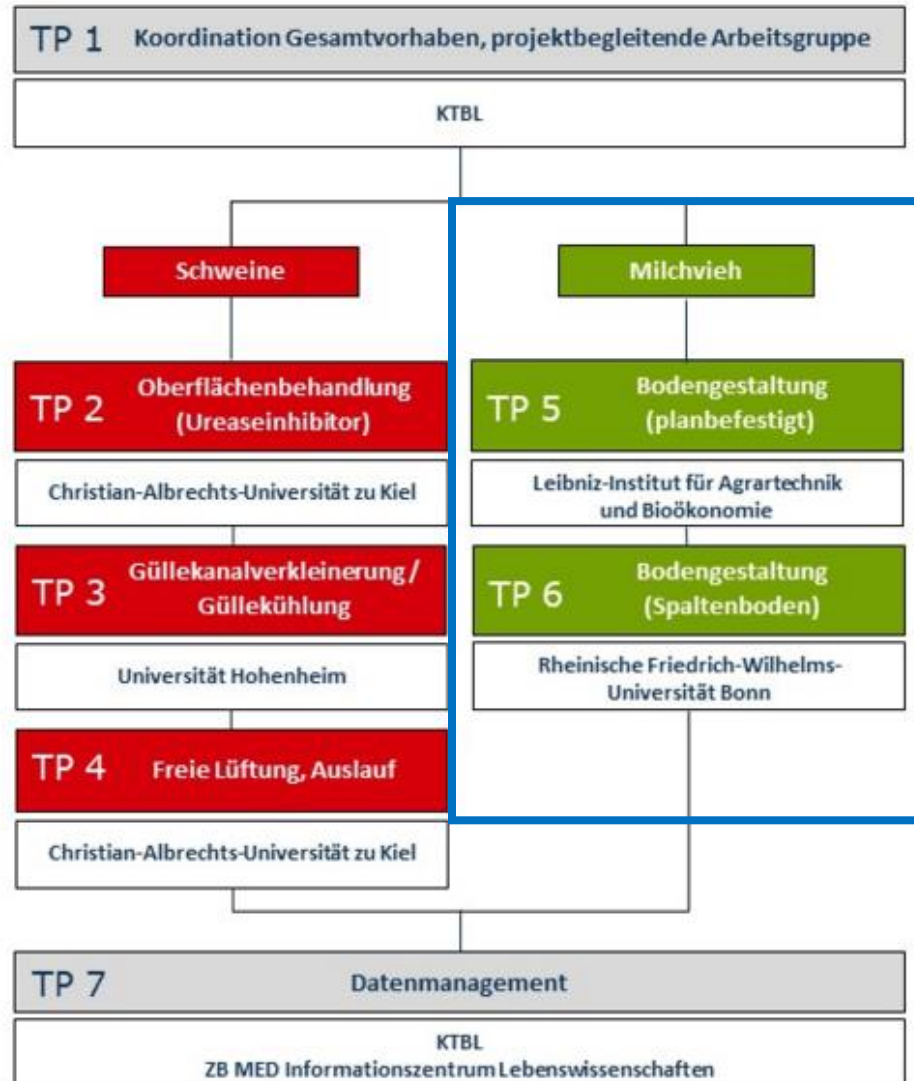 TP 1 Koordination Gesamtvorhaben, projektbegleitende Arbeitsgruppe
KTBL
Schweine
TP 2 Oberflächenbehandlung
(Ureaseinhibitor)
Christian-Albrechts-Universität zu Kiel
TP 3 Güllekanalverkleinerung/
Güllekühlung
Universität Hohenheim
TP 4 Freie Lüftung, Auslauf
Christian-Albrechts-Universität zu Kiel
Milchvieh
TP 5 Bodengestaltung
(planbefestigt)
Leibniz-Institut für Agrartechnik
und Bioökonomie
TP 6 Bodengestaltung
(Spaltenboden)
Rheinische Friedrich-Wilhelms-
Universität Bonn
TP 7 Datenmanagement
KTBL
ZB MED Informationszentrum Lebenswissenschaften